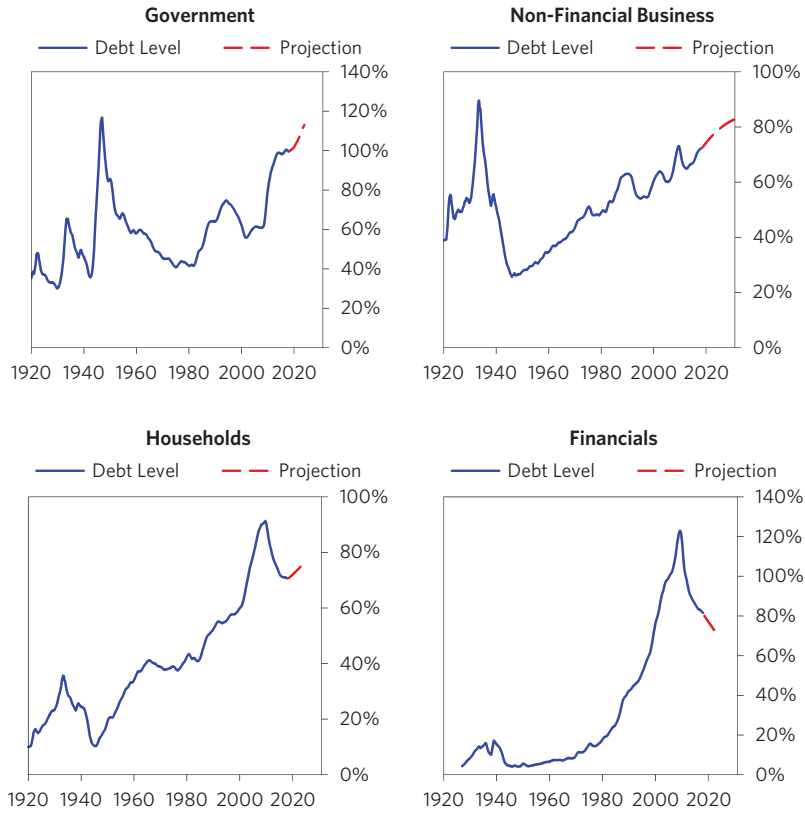 Government
Debt Level Projection
140%
120%
100%
80%
60%
40%
20%
0%
1920 1940 1960 1980 2000 2020
Non-Financial Business
Debt Level Projection
100%
80%
60%
40%
20%
0%
1920 1940 1960 1980 2000 2020
Households
Debt Level Projection
100%
80%
60%
40%
20%
0%
1920 1940 1960 1980 2000 2020
Financials
Debt Level Projection
140%
120%
100%
80%
60%
40%
20%
0%
1920 1940 1960 1980 2000 2020